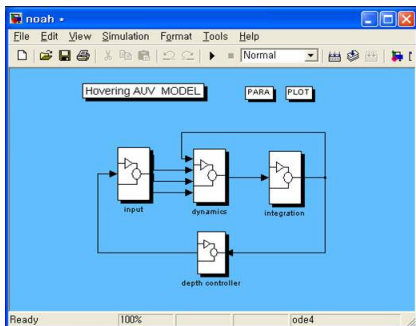 noah *
File Edit View Simulation Format Tools Help
Normal
Hovering AUV MODEL
PARA PLOT
input
dynamics
integration
depth controller
Ready 100% ode4